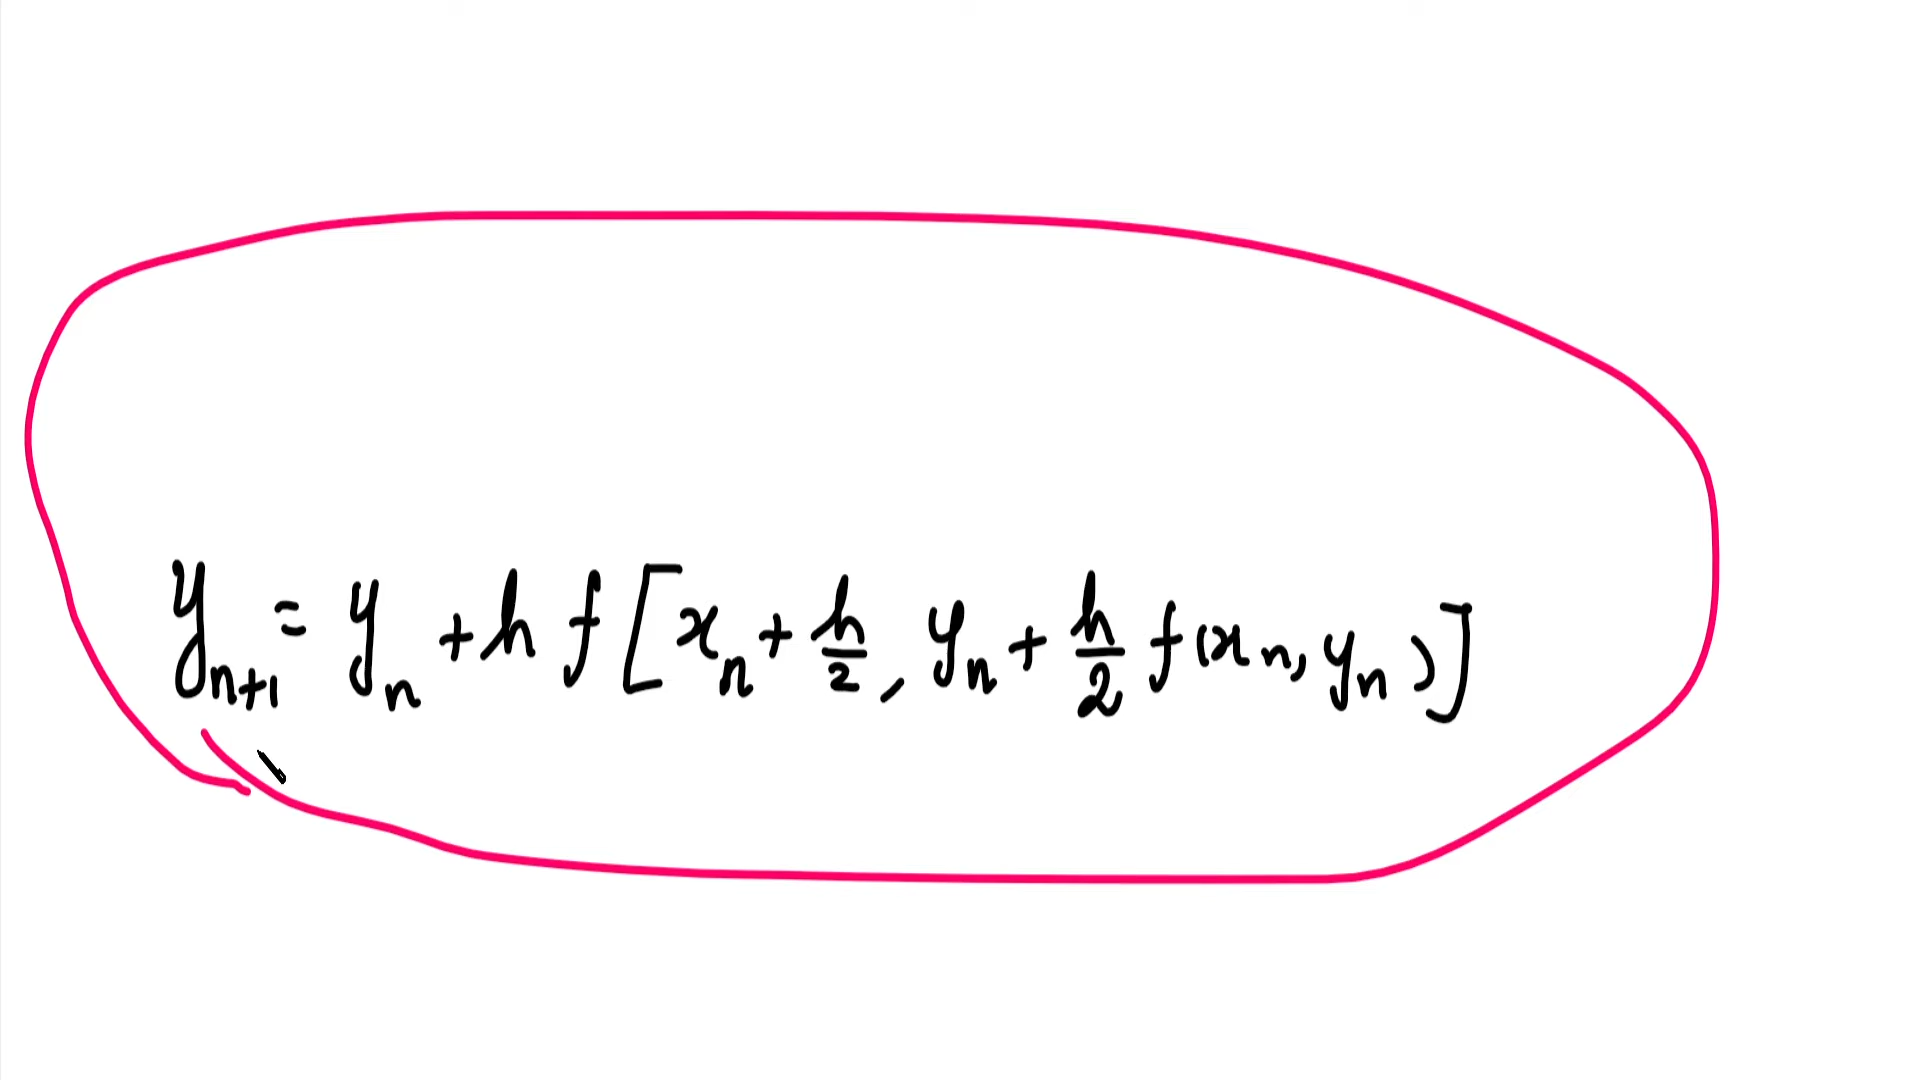 y_{n+1} = y_n + h f [x_n + h/2, y_n + h/2 f(x_n, y_n)]